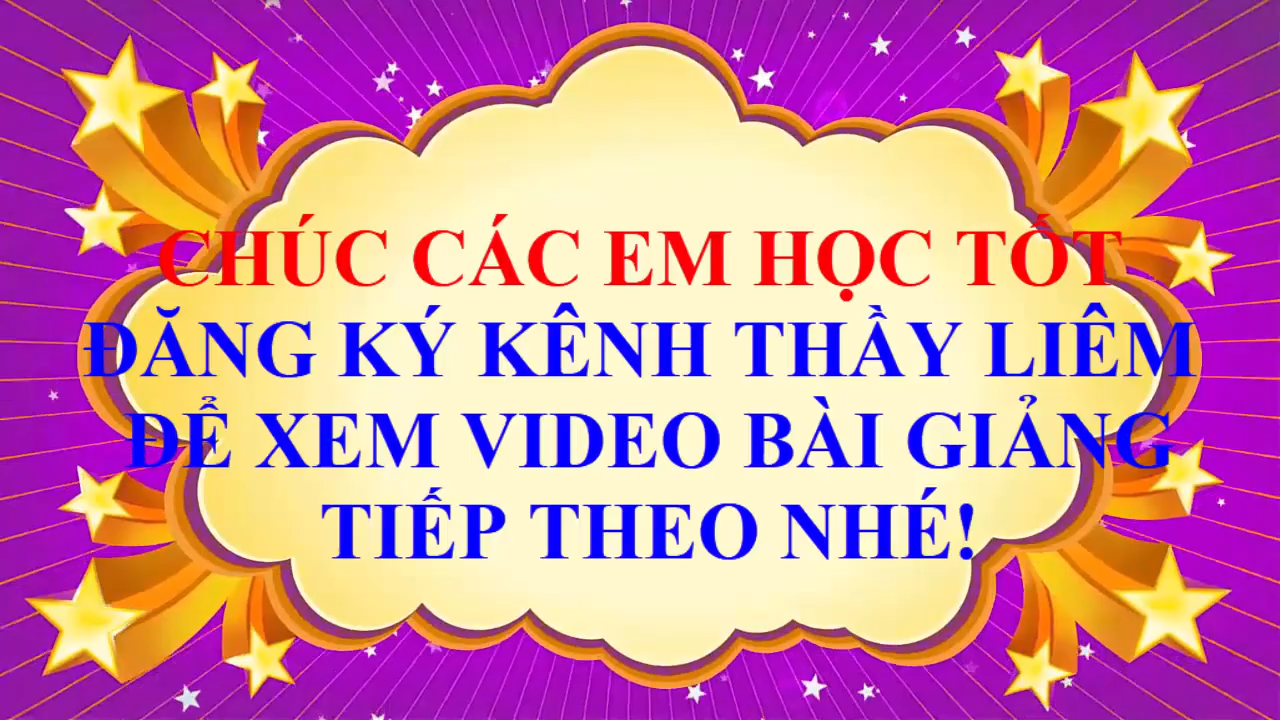 CHÚC CÁC EM HỌC TỐT
ĐĂNG KÝ KÊNH THẦY LIÊM
ĐỂ XEM VIDEO BÀI GIẢNG
TIẾP THEO NHÉ!